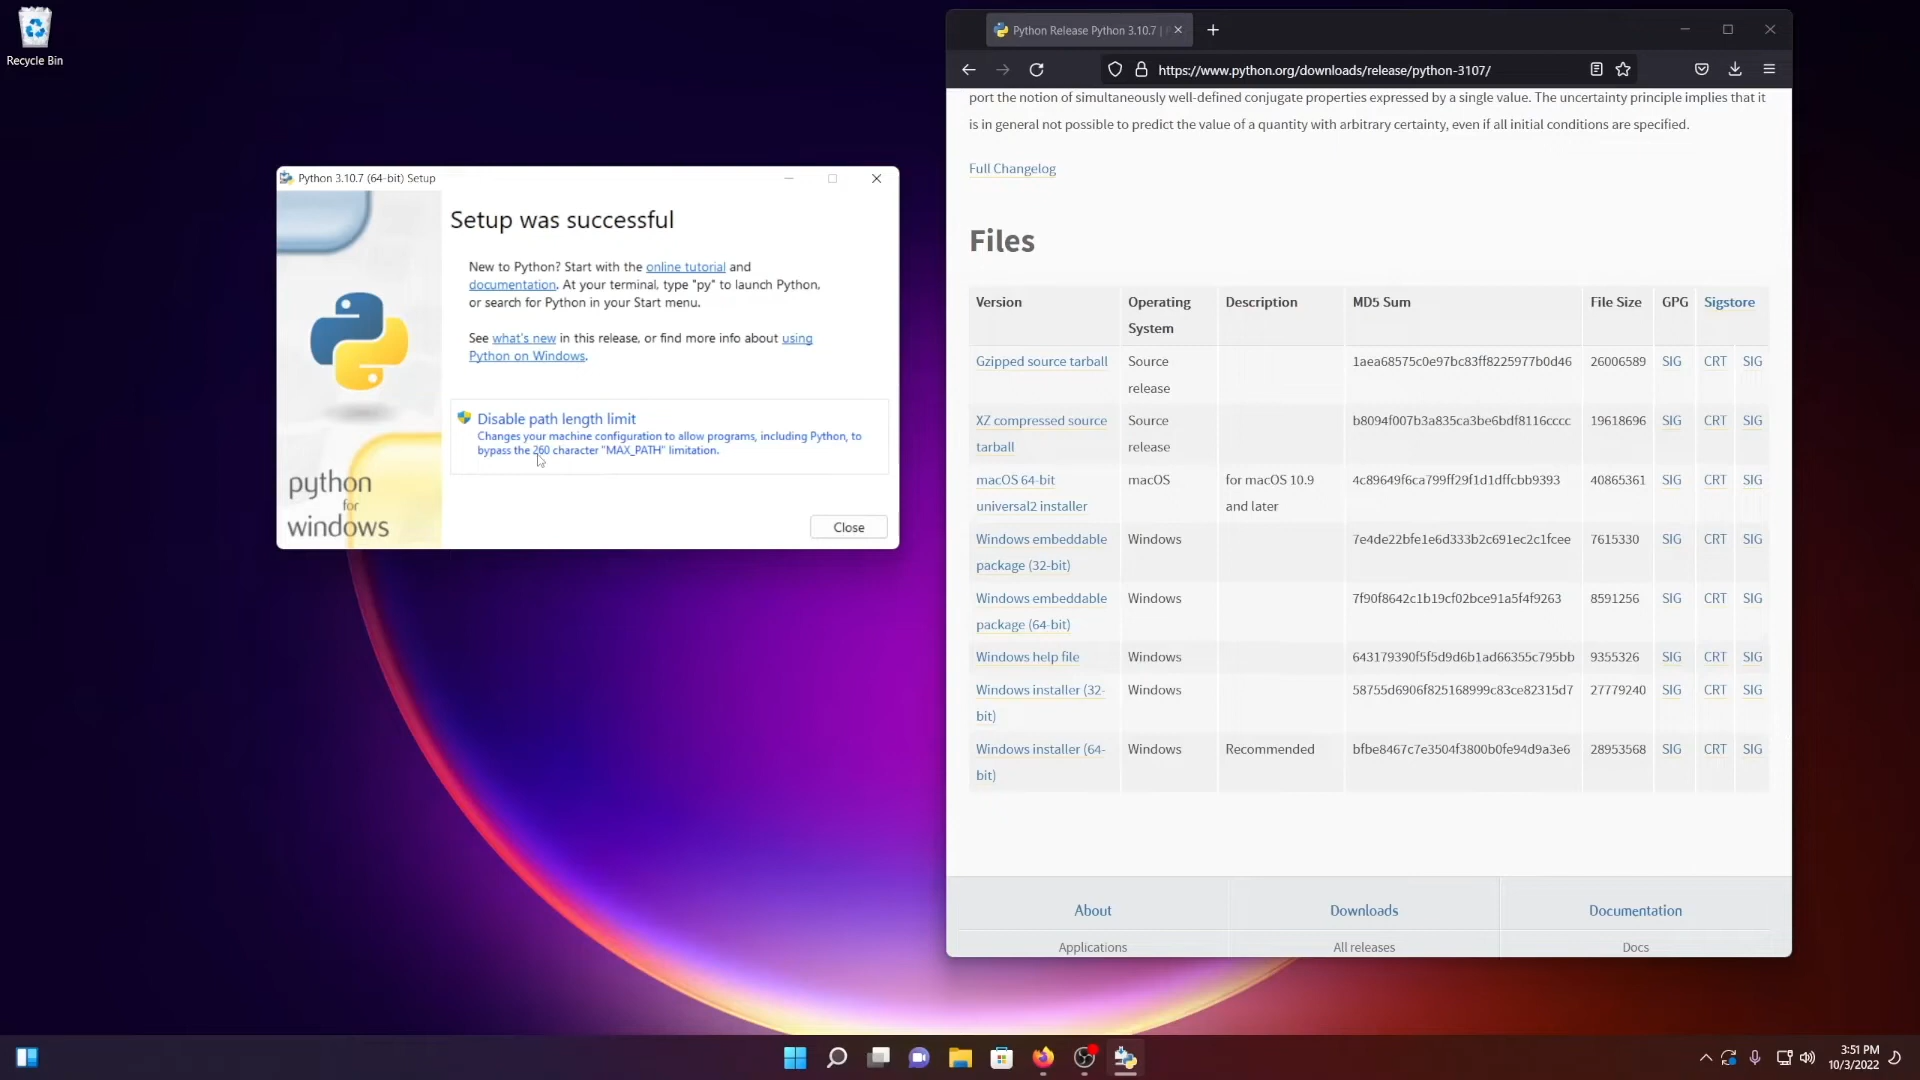 Recycle Bin
Python 3.10.7 (64-bit) Setup
Setup was successful
New to Python? Start with the online tutorial and
documentation. At your terminal, type "py" to launch Python,
or search for Python in your Start menu.
See what's new in this release, or find more info about using
Python on Windows.
Disable path length limit
Changes your machine configuration to allow programs, including Python, to
bypass the 260 character "MAX_PATH" limitation.
python
for
windows
Close
Python Release Python 3.10.7 |
https://www.python.org/downloads/release/python-3107/
port the notion of simultaneously well-defined conjugate properties expressed by a single value. The uncertainty principle implies that it
is in general not possible to predict the value of a quantity with arbitrary certainty, even if all initial conditions are specified.
Full Changelog
Files
Version Operating Description MD5 Sum File Size GPG Sigstore
System
Gzipped source tarball Source 1aea68575c0e97bc83ff8225977b0d46 26006589 SIG CRT SIG
release
XZ compressed source Source b8094f007b3a835ca3be6bdf8116cccc 19618696 SIG CRT SIG
tarball release
macOS 64-bit macOS for macOS 10.9 4c89649f6ca799ff29f1d1dffcbb9393 40865361 SIG CRT SIG
universal2 installer and later
Windows embeddable Windows 7e4de22bfe1e6d333b2c691ec2c1fcee 7615330 SIG CRT SIG
package (32-bit)
Windows embeddable Windows 7f90f8642c1b19cf02bce91a5f4f9263 8591256 SIG CRT SIG
package (64-bit)
Windows help file Windows 643179390f5f5d9d6b1ad66355c795bb 9355326 SIG CRT SIG
Windows installer (32- Windows 58755d6906f825168999c83ce82315d7 27779240 SIG CRT SIG
bit)
Windows installer (64- Windows Recommended bfbe8467c7e3504f3800b0fe94d9a3e6 28953568 SIG CRT SIG
bit)
About Downloads Documentation
Applications All releases Docs
3:51 PM
10/3/2022